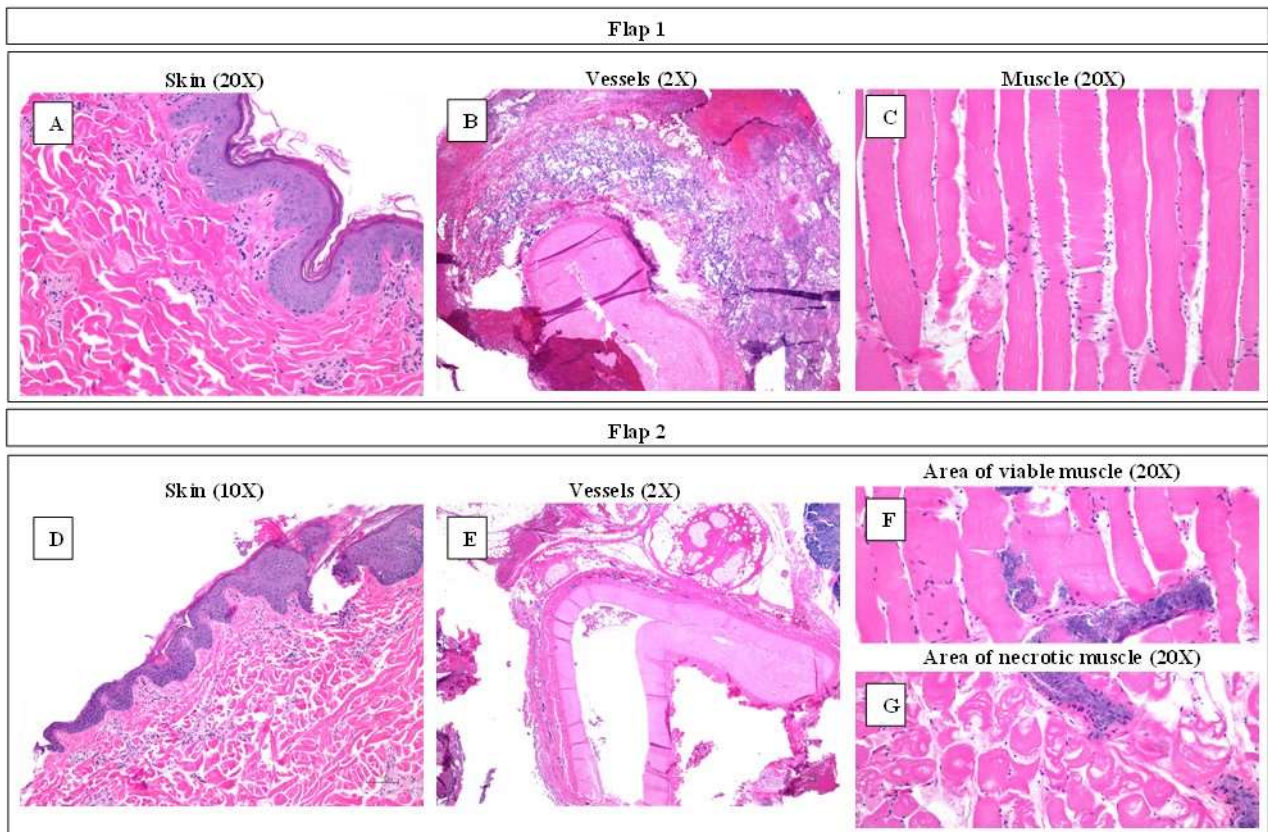 Flap 1
Skin (20X)
Vessels (2X)
Muscle (20X)
A
B
C
Flap 2
Skin (10X)
Vessels (2X)
Area of viable muscle (20X)
D
E
F
Area of necrotic muscle (20X)
G